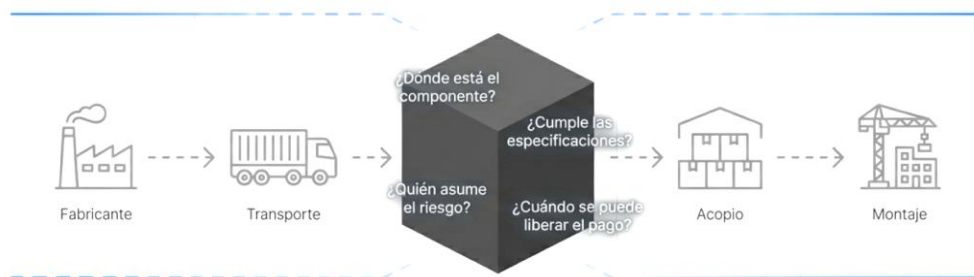 ¿Dónde está el
componente?
¿Cumple las
especificaciones?
¿Quién asume
el riesgo?
¿Cuándo se puede
liberar el pago?
Fabricante
Transporte
Acopio
Montaje